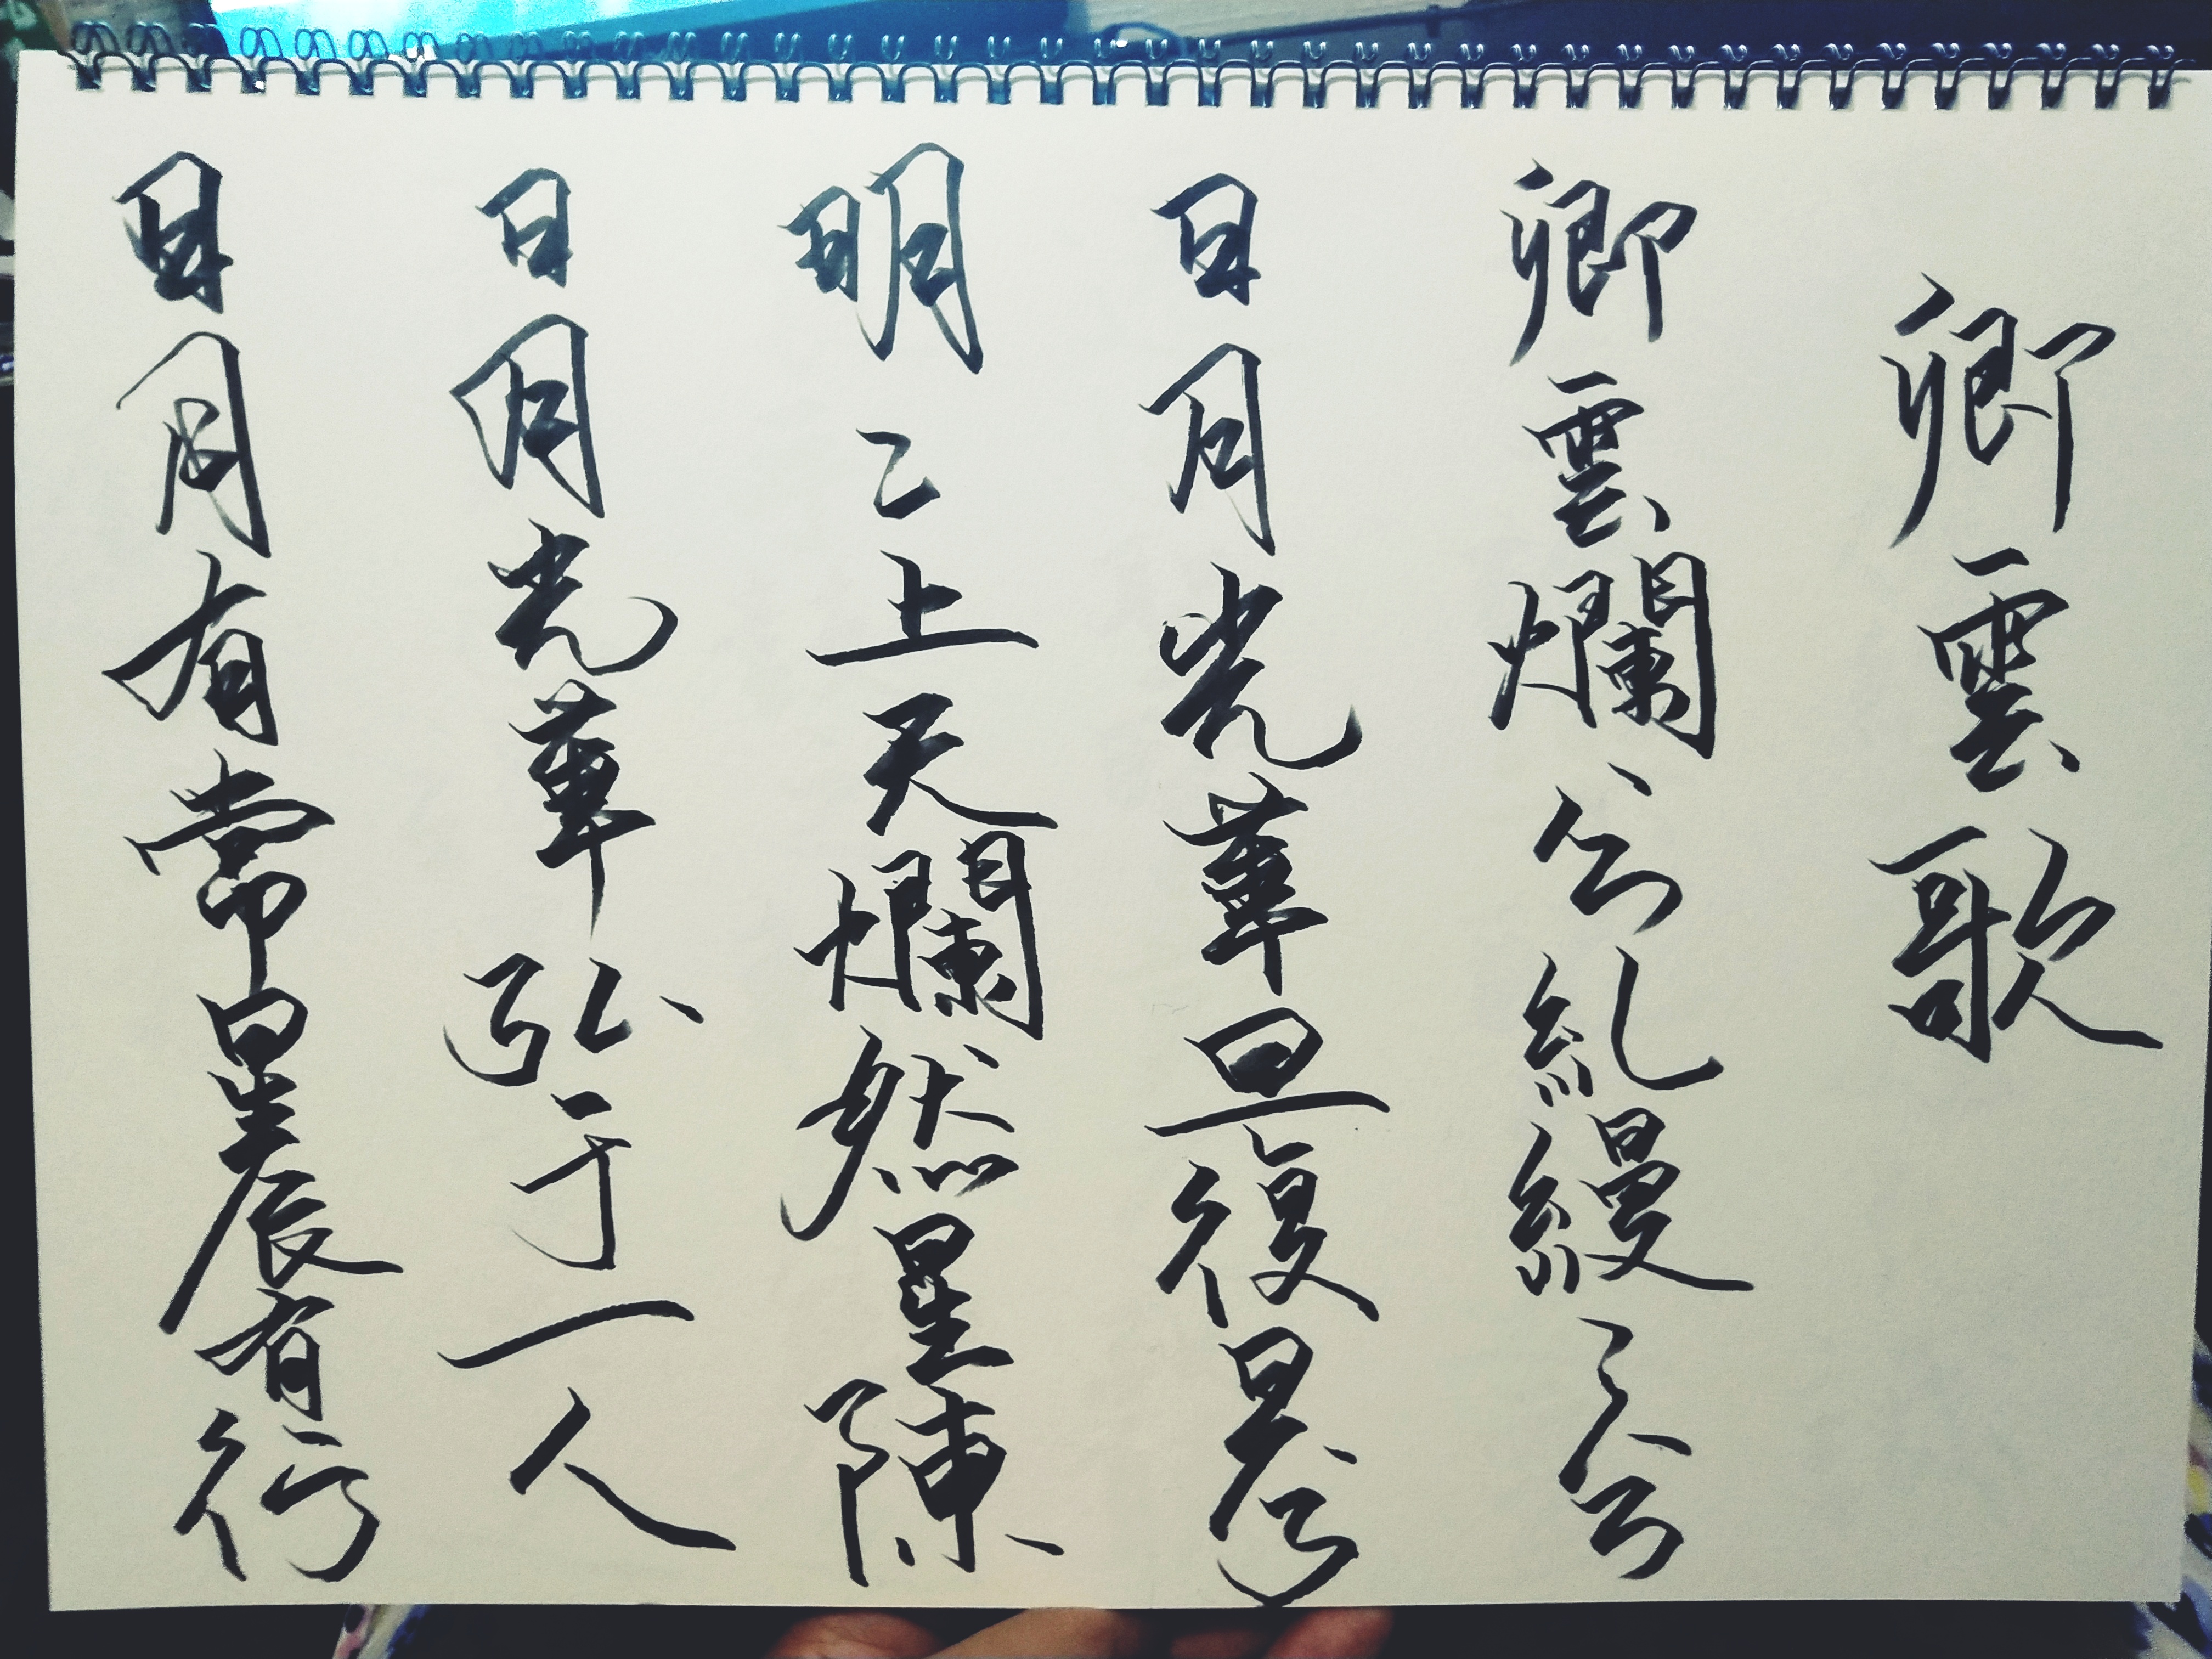 卿雲歌
卿雲爛兮糺縵〻兮
日月光華旦復旦兮
明〻上天爛然星陳
日月光華弘于一人
日月有常星辰有行